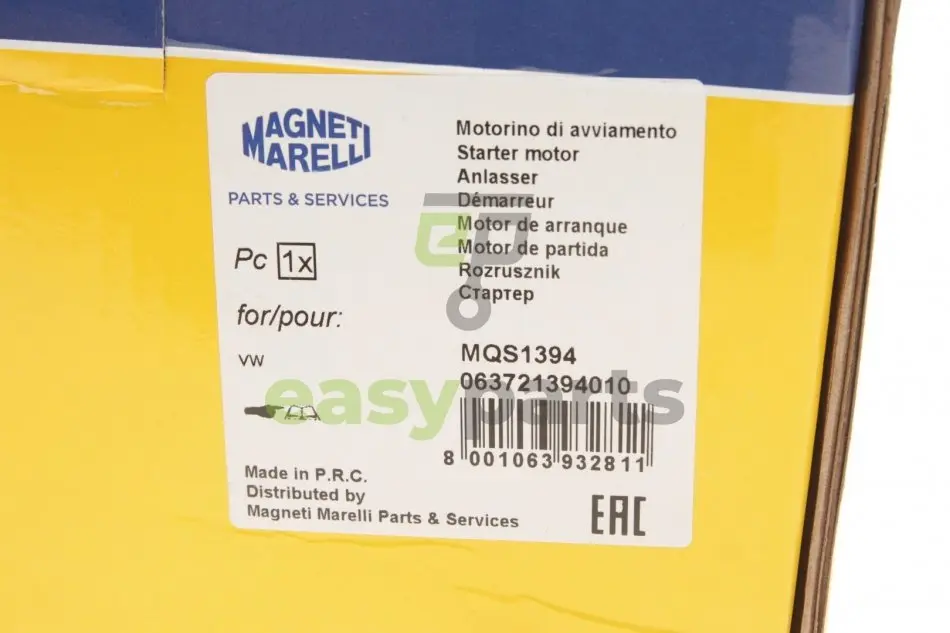 MAGNETI
MARELLI
PARTS & SERVICES
Pc 1x
for/pour:
VW
Motorino di avviamento
Starter motor
Anlasser
Démarreur
Motor de arranque
Motor de partida
Rozrusznik
Стартер
MQS1394
063721394010
8 001063 932811
Made in P.R.C.
Distributed by
Magneti Marelli Parts & Services
EAC
ep
easyparts